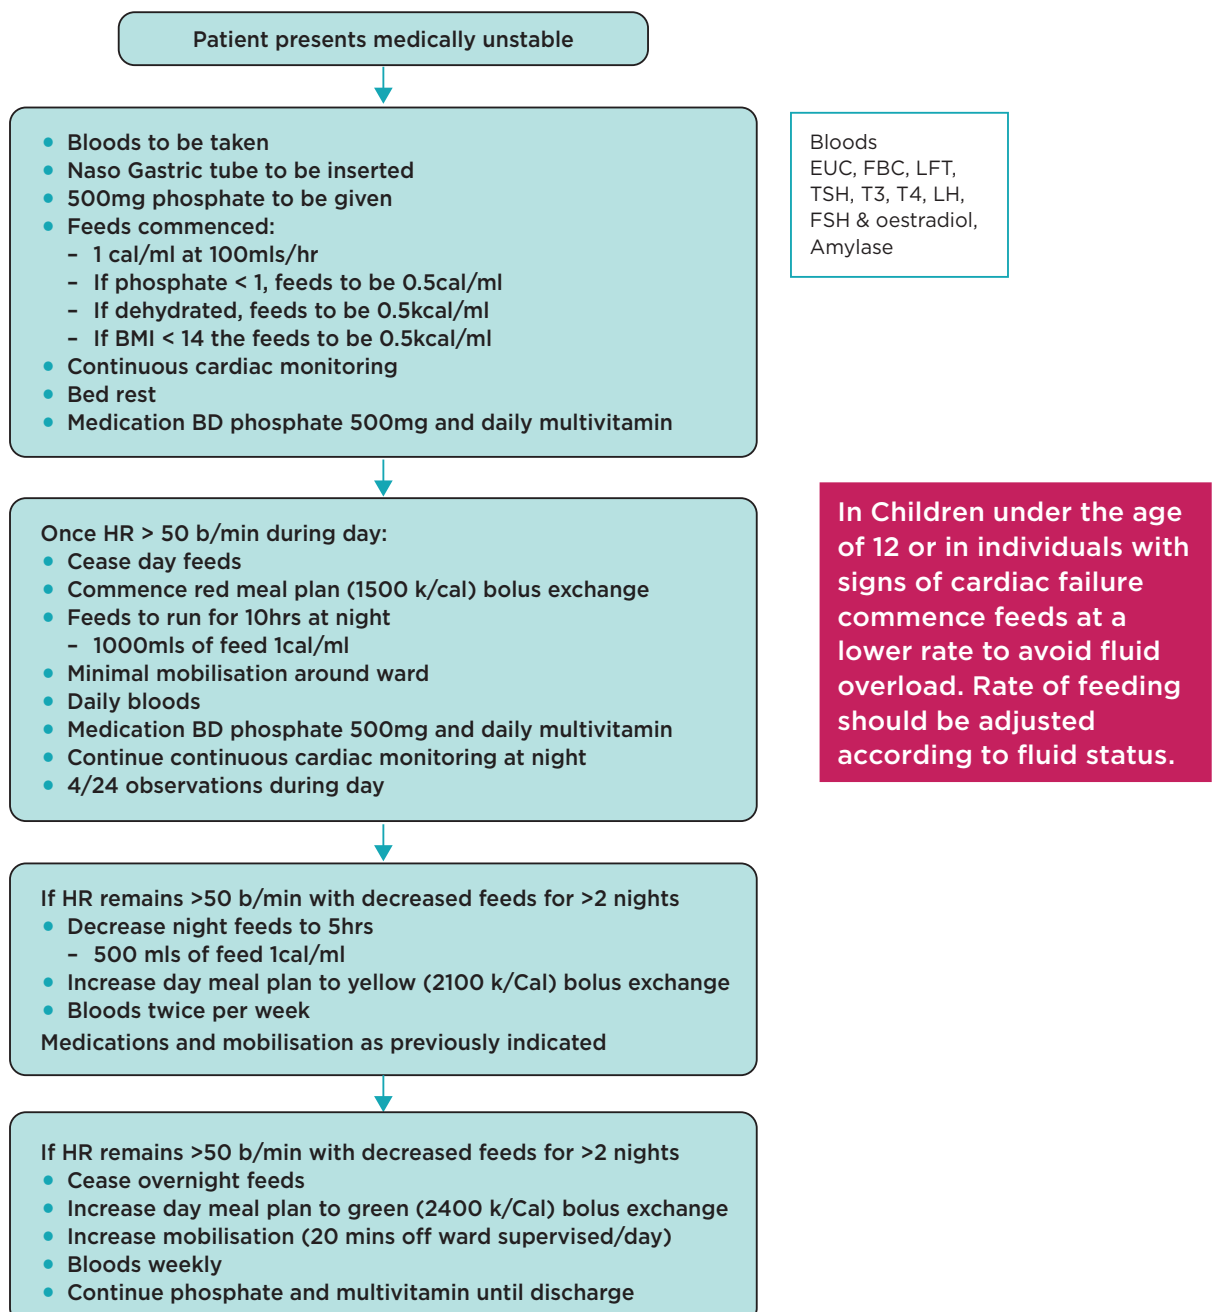 Patient presents medically unstable
• Bloods to be taken
• Naso Gastric tube to be inserted
• 500mg phosphate to be given
• Feeds commenced:
– 1 cal/ml at 100mls/hr
– If phosphate < 1, feeds to be 0.5cal/ml
– If dehydrated, feeds to be 0.5kcal/ml
– If BMI < 14 the feeds to be 0.5kcal/ml
• Continuous cardiac monitoring
• Bed rest
• Medication BD phosphate 500mg and daily multivitamin
Bloods
EUC, FBC, LFT,
TSH, T3, T4, LH,
FSH & oestradiol,
Amylase
Once HR > 50 b/min during day:
• Cease day feeds
• Commence red meal plan (1500 k/cal) bolus exchange
• Feeds to run for 10hrs at night
– 1000mls of feed 1cal/ml
• Minimal mobilisation around ward
• Daily bloods
• Medication BD phosphate 500mg and daily multivitamin
• Continue continuous cardiac monitoring at night
• 4/24 observations during day
In Children under the age
of 12 or in individuals with
signs of cardiac failure
commence feeds at a
lower rate to avoid fluid
overload. Rate of feeding
should be adjusted
according to fluid status.
If HR remains >50 b/min with decreased feeds for >2 nights
• Decrease night feeds to 5hrs
– 500 mls of feed 1cal/ml
• Increase day meal plan to yellow (2100 k/Cal) bolus exchange
• Bloods twice per week
Medications and mobilisation as previously indicated
If HR remains >50 b/min with decreased feeds for >2 nights
• Cease overnight feeds
• Increase day meal plan to green (2400 k/Cal) bolus exchange
• Increase mobilisation (20 mins off ward supervised/day)
• Bloods weekly
• Continue phosphate and multivitamin until discharge